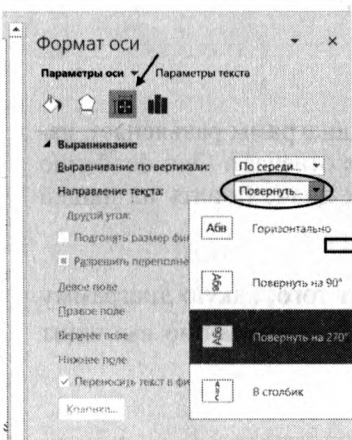 Формат оси
Параметры оси Параметры текста
Выравнивание
Выравнивание по вертикали: По середи...
Направление текста: Повернуть...
Другой угол:
Подгонять размер фи
Разрешить переполне
Левое поле
Правое поле
Верхнее поле
Нижнее поле
Переносить текст в фи
Колонки...
Абв Горизонтально
Абв Повернуть на 90°
Абв Повернуть на 270°
A B C В столбик